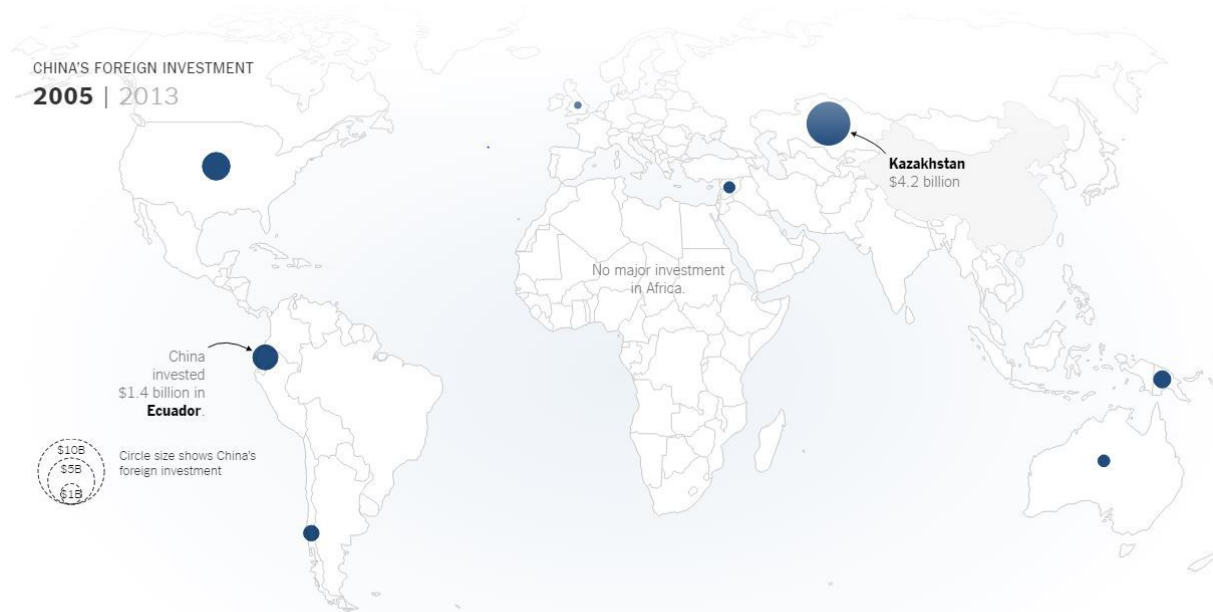 CHINA'S FOREIGN INVESTMENT
2005 | 2013
Kazakhstan
$4.2 billion
No major investment
in Africa.
China
invested
$1.4 billion in
Ecuador.
$10B
$5B
$1B
Circle size shows China's
foreign investment